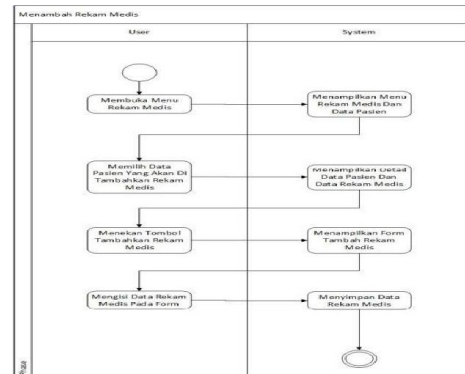 Menambah Rekam Medis
User
System
Membuka Menu
Rekam Medis
Menampilkan Menu
Rekam Medis Dan
Data Pasien
Memilih Data
Pasien Yang Akan Di
Tambahkan Rekam
Medis
Menampilkan Detail
Data Pasien Dan
Data Rekam Medis
Menekan Tombol
Tambahkan Rekam
Medis
Menampilkan Form
Tambah Rekam
Medis
Mengisi Data Rekam
Medis Pada Form
Menyimpan Data
Rekam Medis
Phase